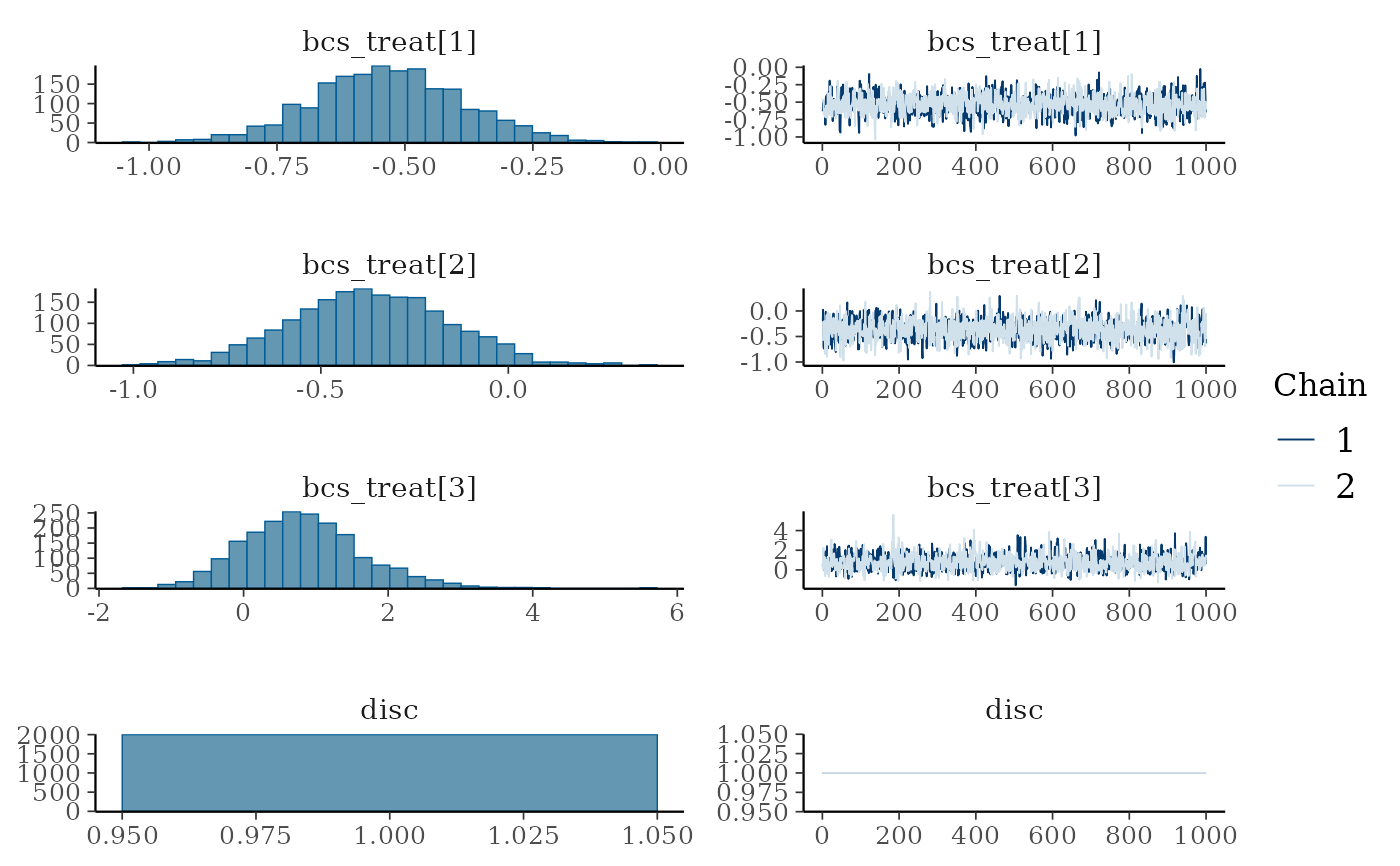 bcs_treat[1]
150
100
50
0
-1.00 -0.75 -0.50 -0.25 0.00
bcs_treat[1]
0.00
-0.25
-0.50
-0.75
-1.00
0 200 400 600 800 1000
bcs_treat[2]
150
100
50
0
-1.0 -0.5 0.0
bcs_treat[2]
0.0
-0.5
-1.0
0 200 400 600 800 1000
bcs_treat[3]
250
200
150
100
50
0
-2 0 2 4 6
bcs_treat[3]
4
2
0
0 200 400 600 800 1000
disc
2000
1500
1000
500
0
0.950 0.975 1.000 1.025 1.050
disc
1.050
1.025
1.000
0.975
0.950
0 200 400 600 800 1000
Chain
1
2